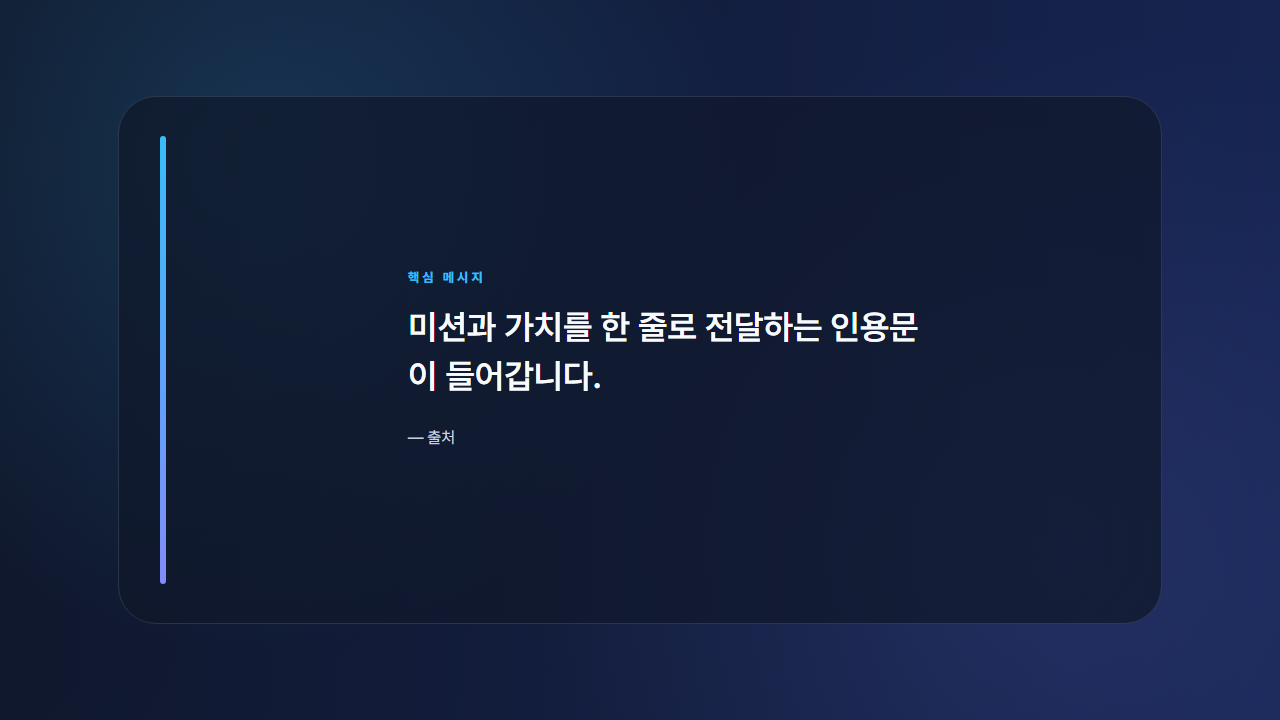 핵심 메시지
미션과 가치를 한 줄로 전달하는 인용문
이 들어갑니다.
— 출처